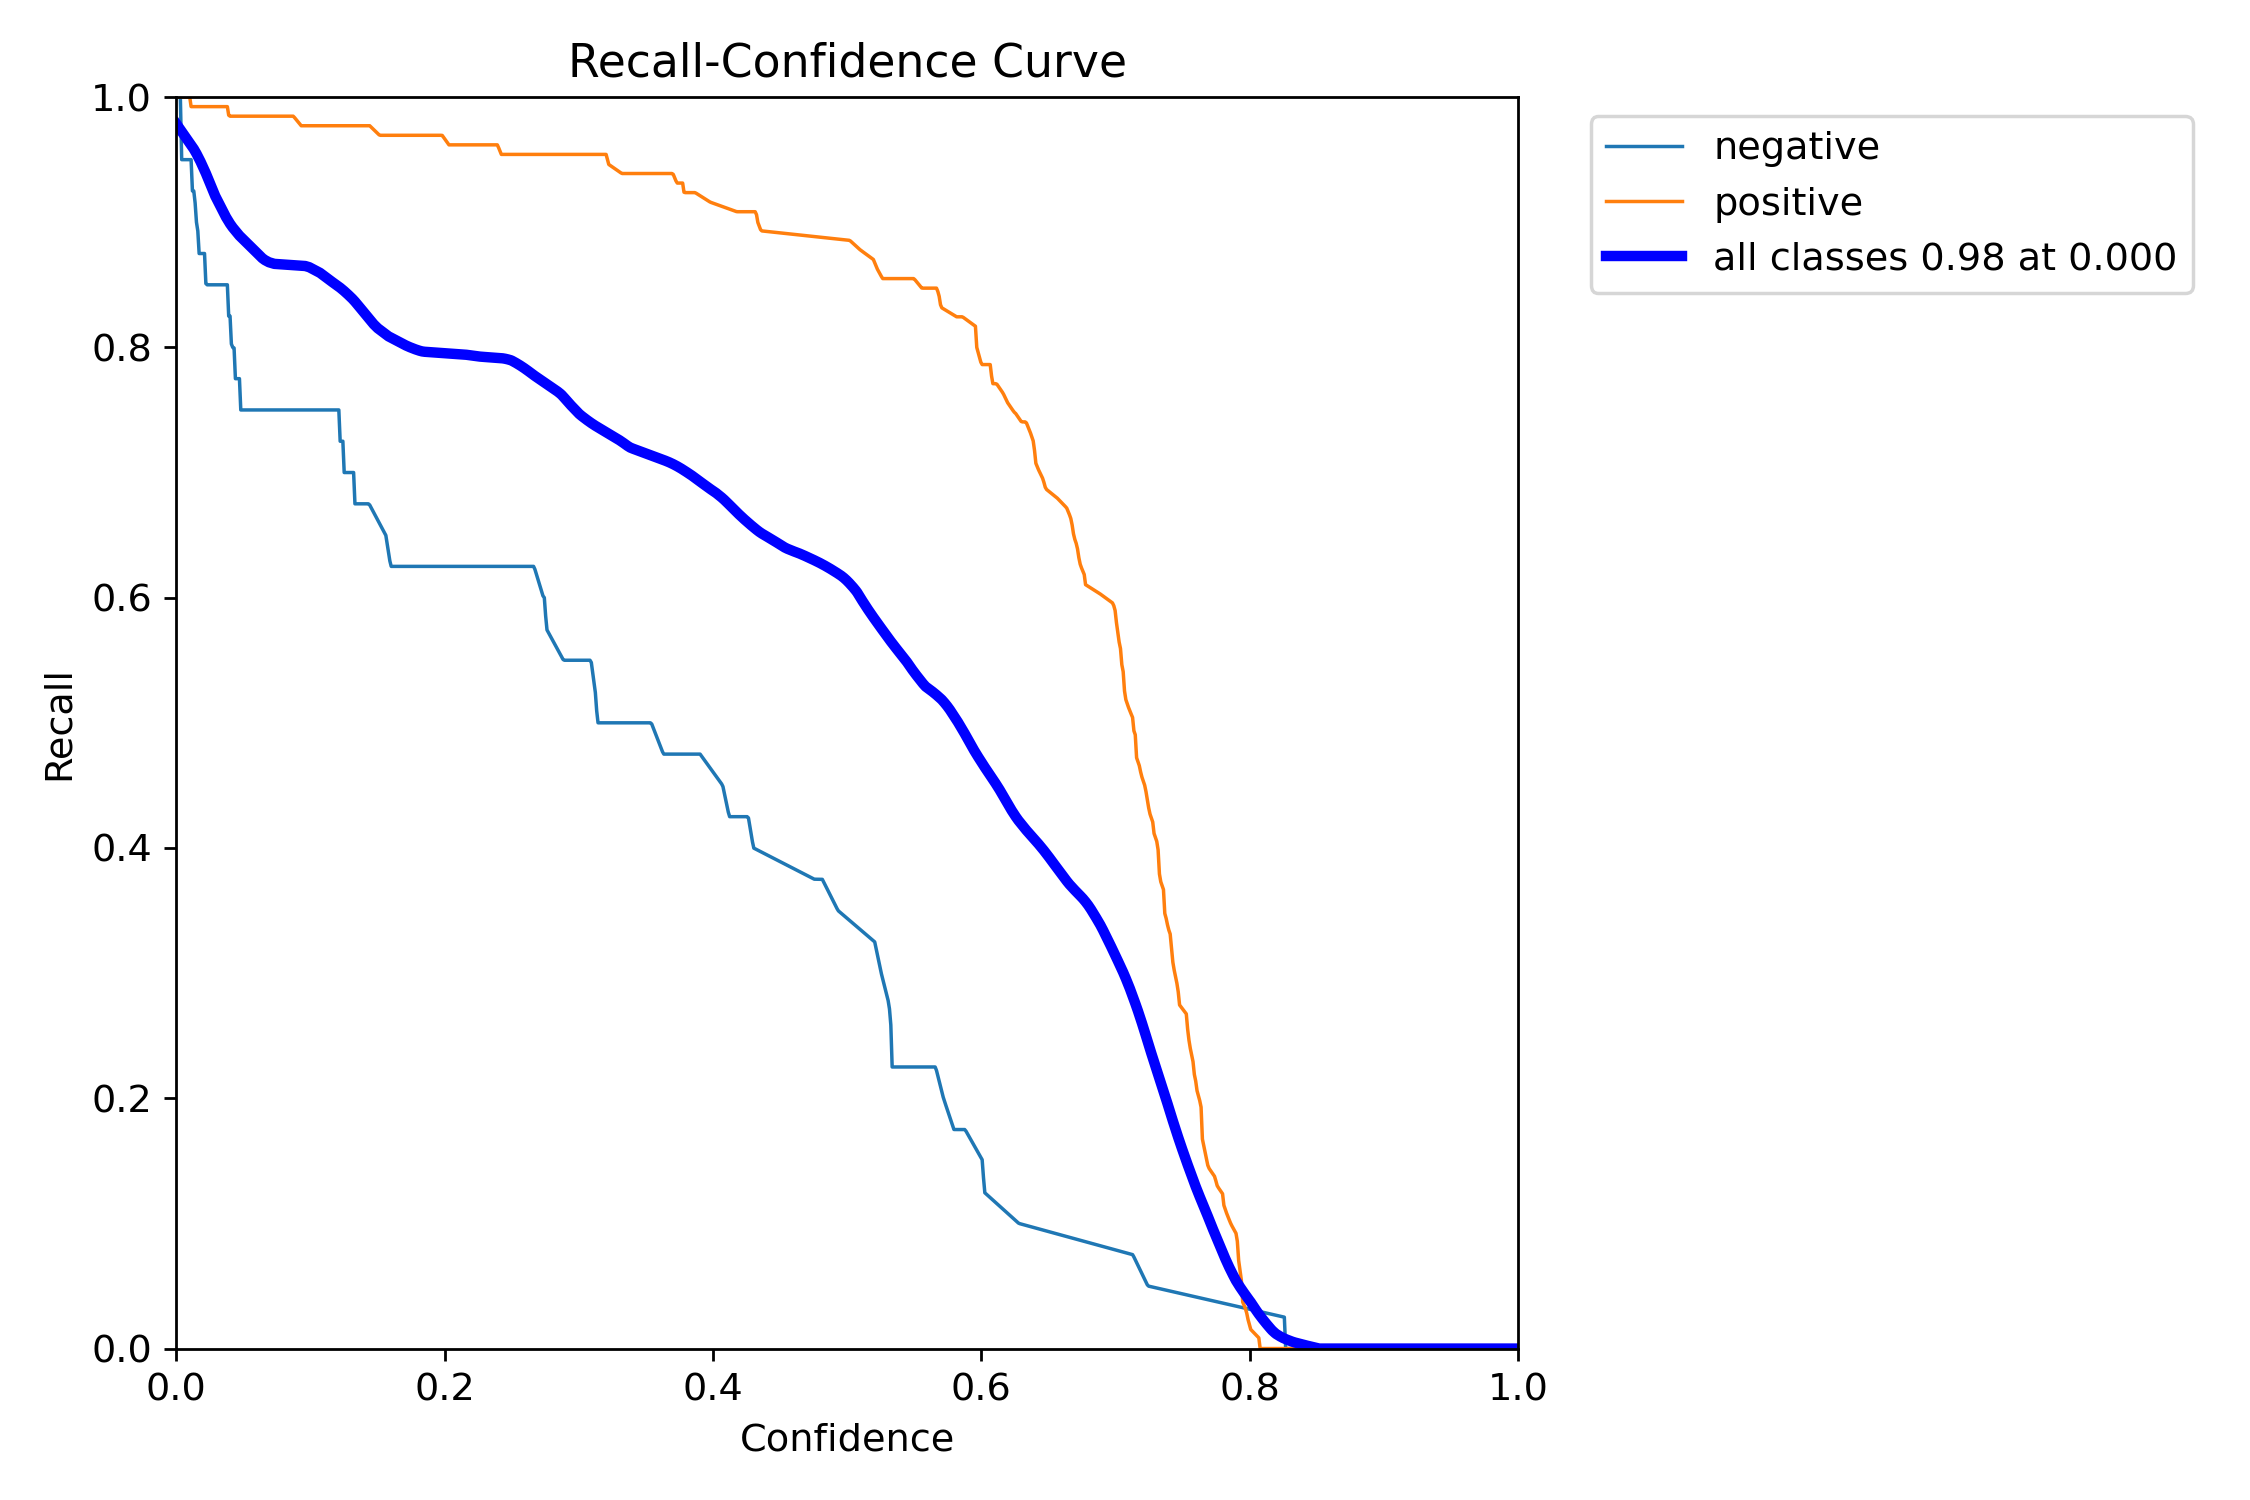 Recall-Confidence Curve
1.0
0.8
0.6
0.4
0.2
0.0
Recall
0.0 0.2 0.4 0.6 0.8 1.0
Confidence
negative
positive
all classes 0.98 at 0.000